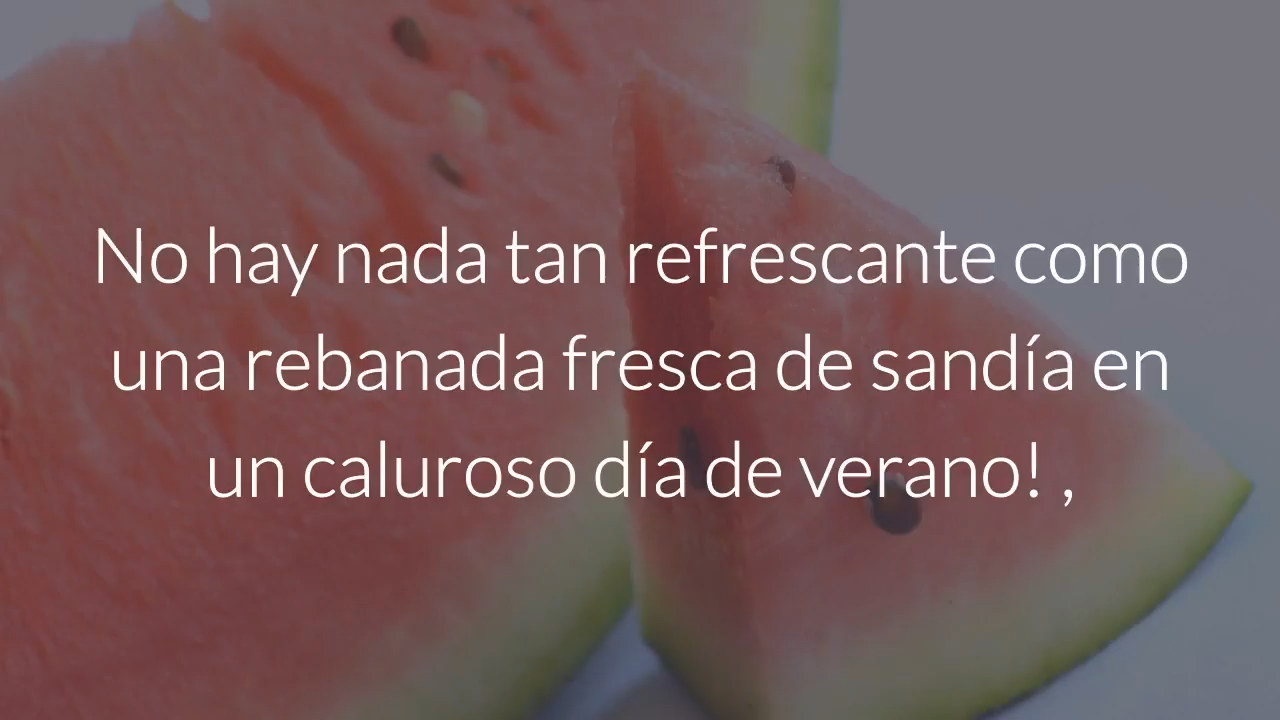 No hay nada tan refrescante como
una rebanada fresca de sandía en
un caluroso día de verano! ,